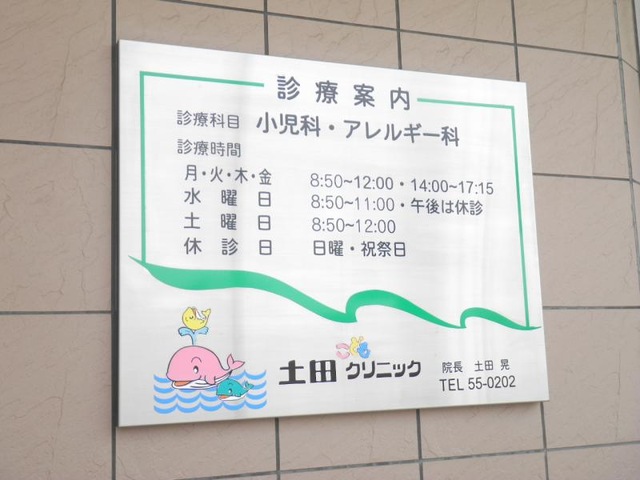 診療案内
診療科目 小児科・アレルギー科
診療時間
月・火・木・金 8:50~12:00・14:00~17:15
水曜日 8:50~11:00・午後は休診
土曜日 8:50~12:00
休診日 日曜・祝祭日
土田こどもクリニック
院長 土田 晃
TEL 55-0202